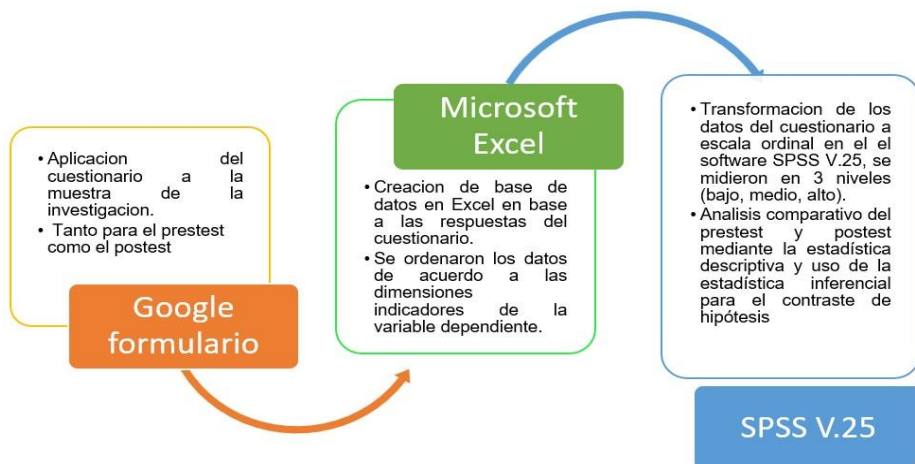 • Aplicacion del
cuestionario a la
muestra de la
investigacion.
• Tanto para el prestest
como el postest
Google
formulario
Microsoft
Excel
• Creacion de base de
datos en Excel en base
a las respuestas del
cuestionario.
• Se ordenaron los datos
de acuerdo a las
dimensiones
indicadores de la
variable dependiente.
• Transformacion de los
datos del cuestionario a
escala ordinal en el el
software SPSS V.25, se
midieron en 3 niveles
(bajo, medio, alto).
• Analisis comparativo del
prestest y postest
mediante la estadística
descriptiva y uso de la
estadística inferencial
para el contraste de
hipótesis
SPSS V.25